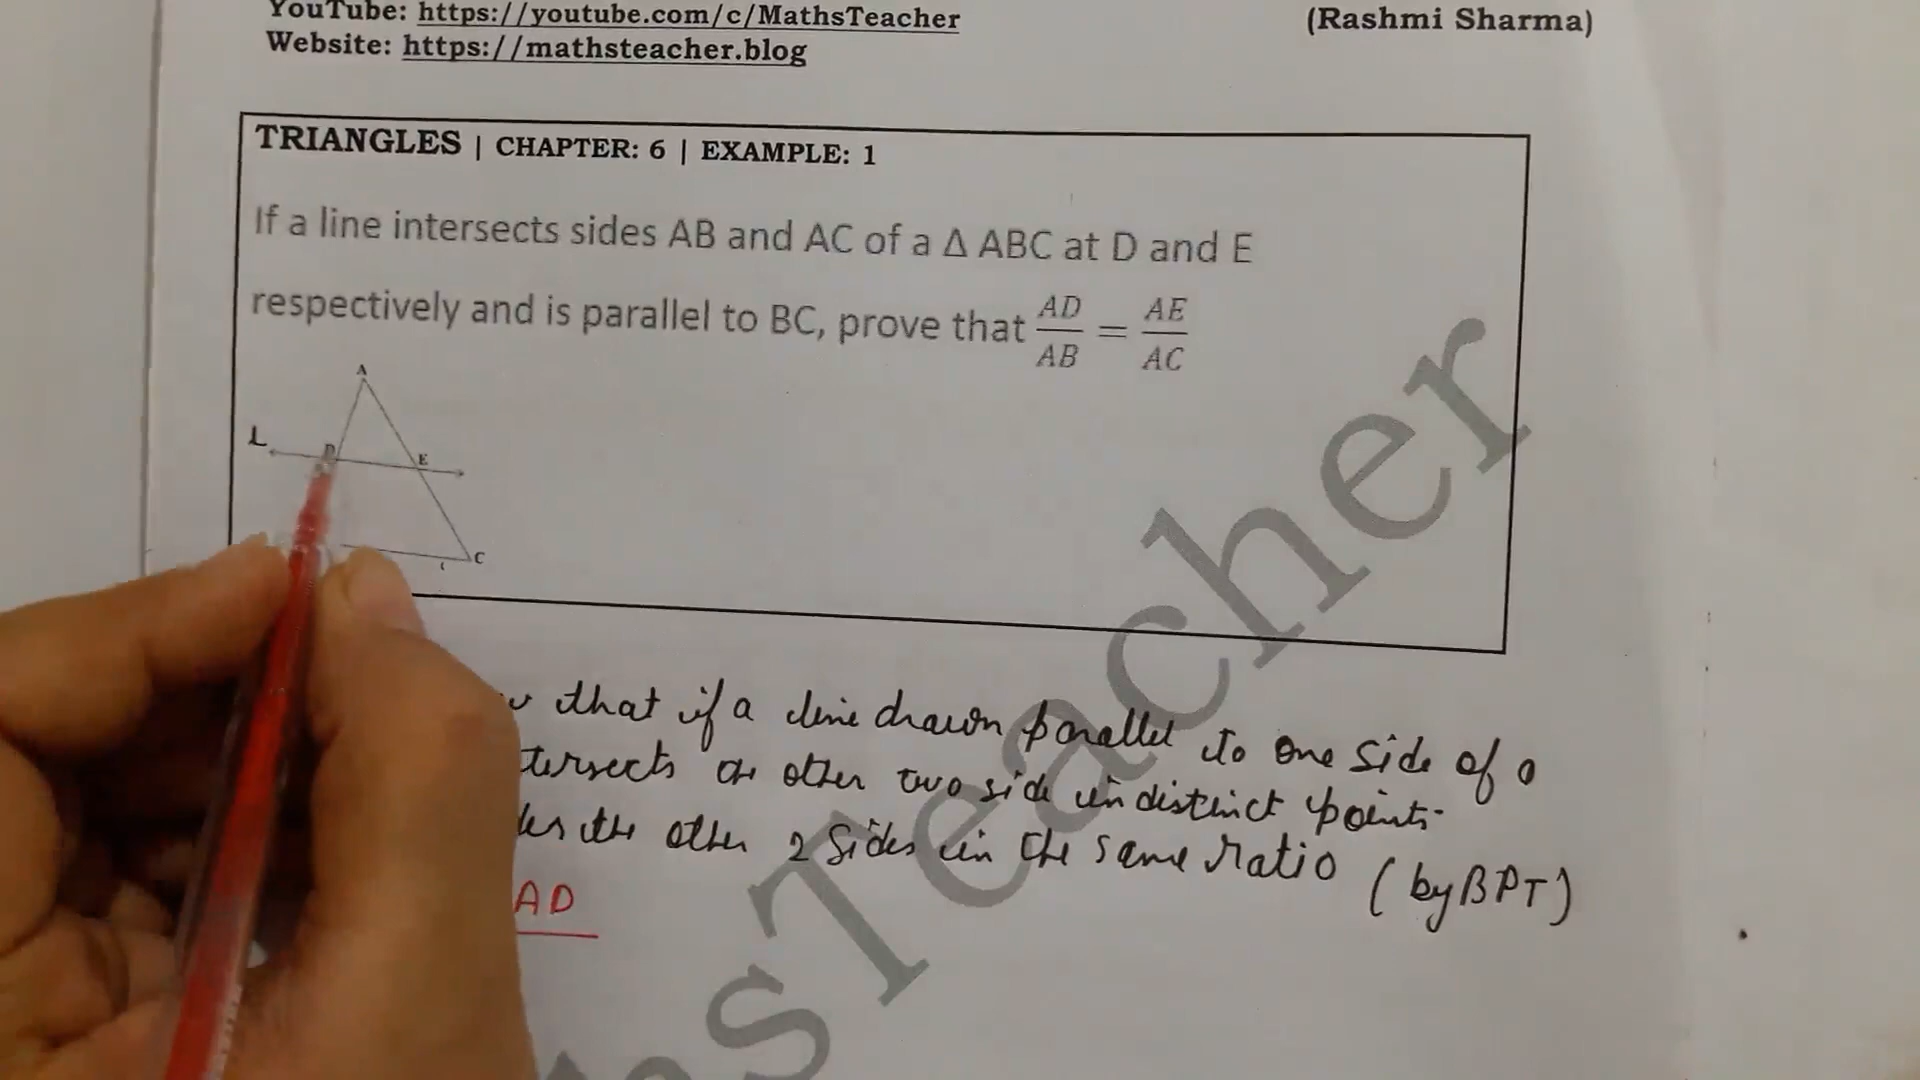 YouTube: https://youtube.com/c/MathsTeacher (Rashmi Sharma)
Website: https://mathsteacher.blog
TRIANGLES | CHAPTER: 6 | EXAMPLE: 1
If a line intersects sides AB and AC of a Δ ABC at D and E
respectively and is parallel to BC, prove that AD/AB = AE/AC
A
L D E
C
that if a line drawn parallel to one side of a
other two side in distinct points.
the other 2 sides in the same ratio (by BPT)
AD
sTeacher